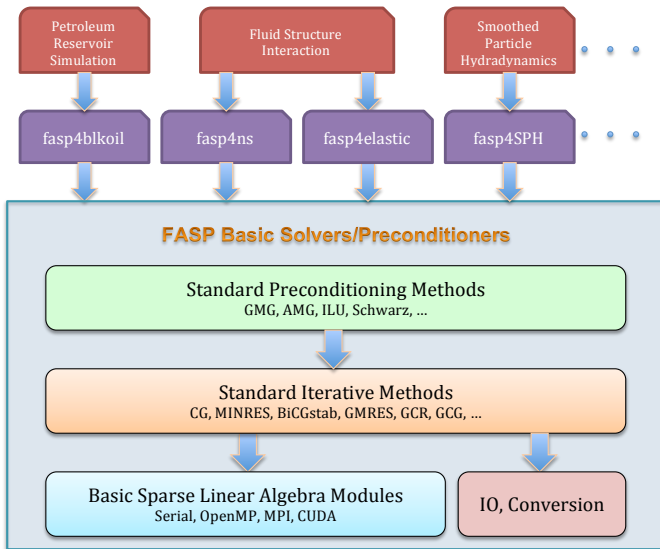 Petroleum
Reservoir
Simulation
Fluid Structure
Interaction
Smoothed
Particle
Hydradynamics
fasp4blkoil
fasp4ns
fasp4elastic
fasp4SPH
FASP Basic Solvers/Preconditioners
Standard Preconditioning Methods
GMG, AMG, ILU, Schwarz, ...
Standard Iterative Methods
CG, MINRES, BiCGstab, GMRES, GCR, GCG, ...
Basic Sparse Linear Algebra Modules
Serial, OpenMP, MPI, CUDA
IO, Conversion